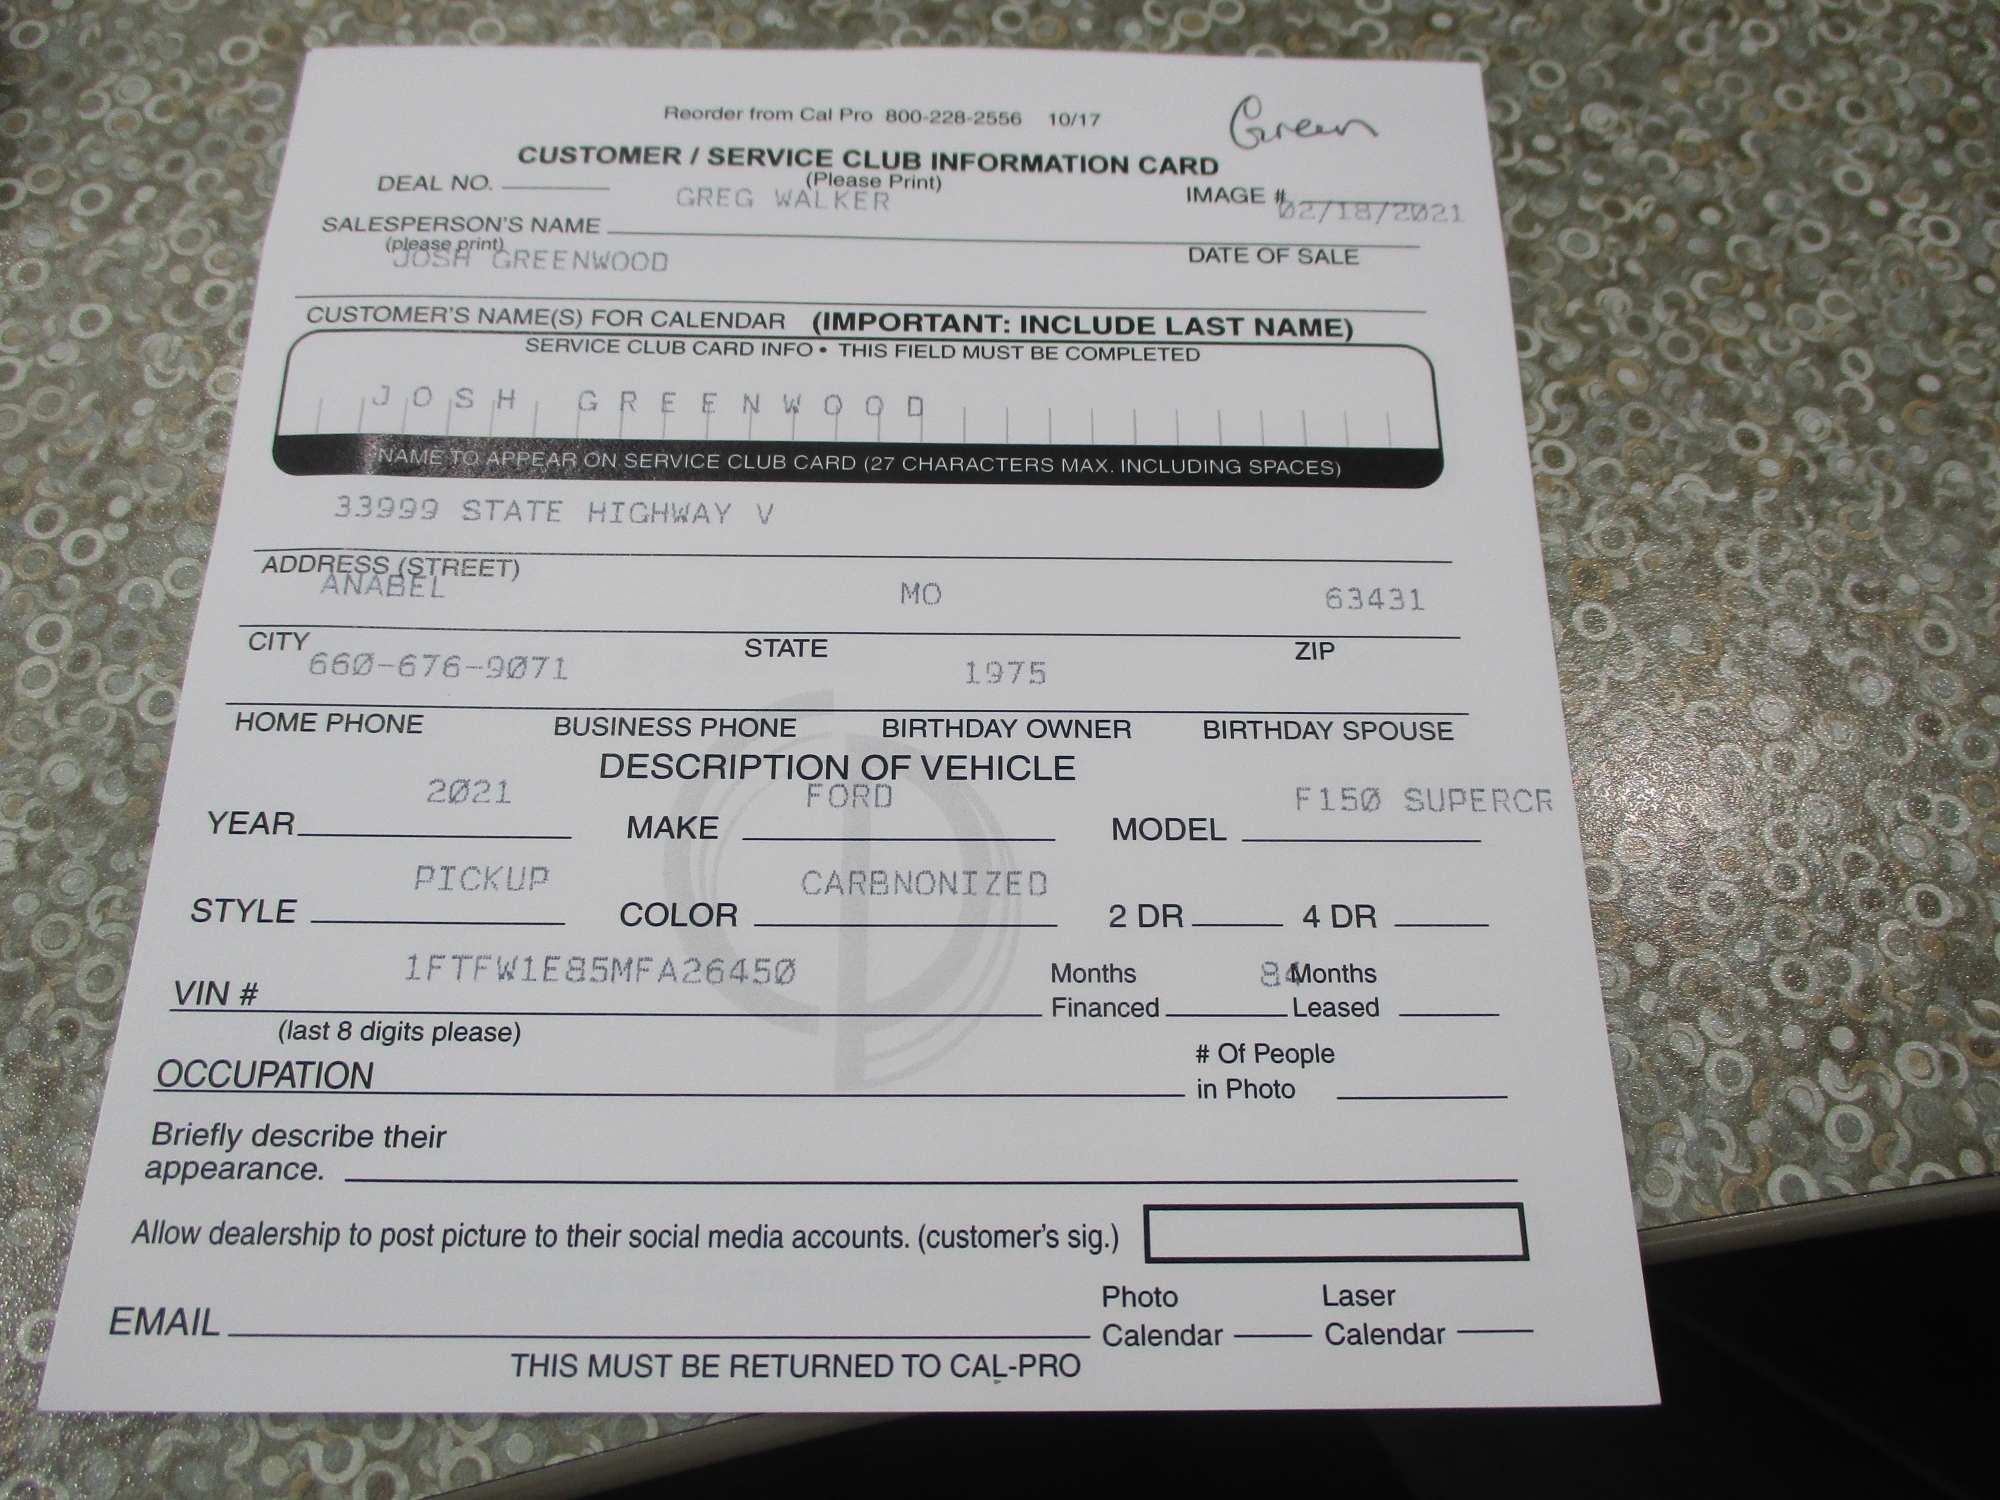 Reorder from Cal Pro 800-228-2556 10/17
Green
CUSTOMER / SERVICE CLUB INFORMATION CARD
(Please Print)
DEAL NO. GREG WALKER IMAGE # 02/18/2021
SALESPERSON'S NAME
(please print) DATE OF SALE
JOSH GREENWOOD
CUSTOMER'S NAME(S) FOR CALENDAR (IMPORTANT: INCLUDE LAST NAME)
SERVICE CLUB CARD INFO • THIS FIELD MUST BE COMPLETED
JOSH GREENWOOD
NAME TO APPEAR ON SERVICE CLUB CARD (27 CHARACTERS MAX. INCLUDING SPACES)
33999 STATE HIGHWAY V
ADDRESS (STREET)
ANABEL MO 63431
CITY STATE ZIP
660-676-9071 1975
HOME PHONE BUSINESS PHONE BIRTHDAY OWNER BIRTHDAY SPOUSE
DESCRIPTION OF VEHICLE
2021 FORD F150 SUPERCR
YEAR MAKE MODEL
PICKUP CARBNONIZED
STYLE COLOR 2 DR 4 DR
1FTFW1E85MFA26450 Months 84 Months
VIN # Financed Leased
(last 8 digits please)
# Of People
OCCUPATION in Photo
Briefly describe their
appearance.
Allow dealership to post picture to their social media accounts. (customer's sig.)
Photo Laser
EMAIL Calendar Calendar
THIS MUST BE RETURNED TO CAL-PRO